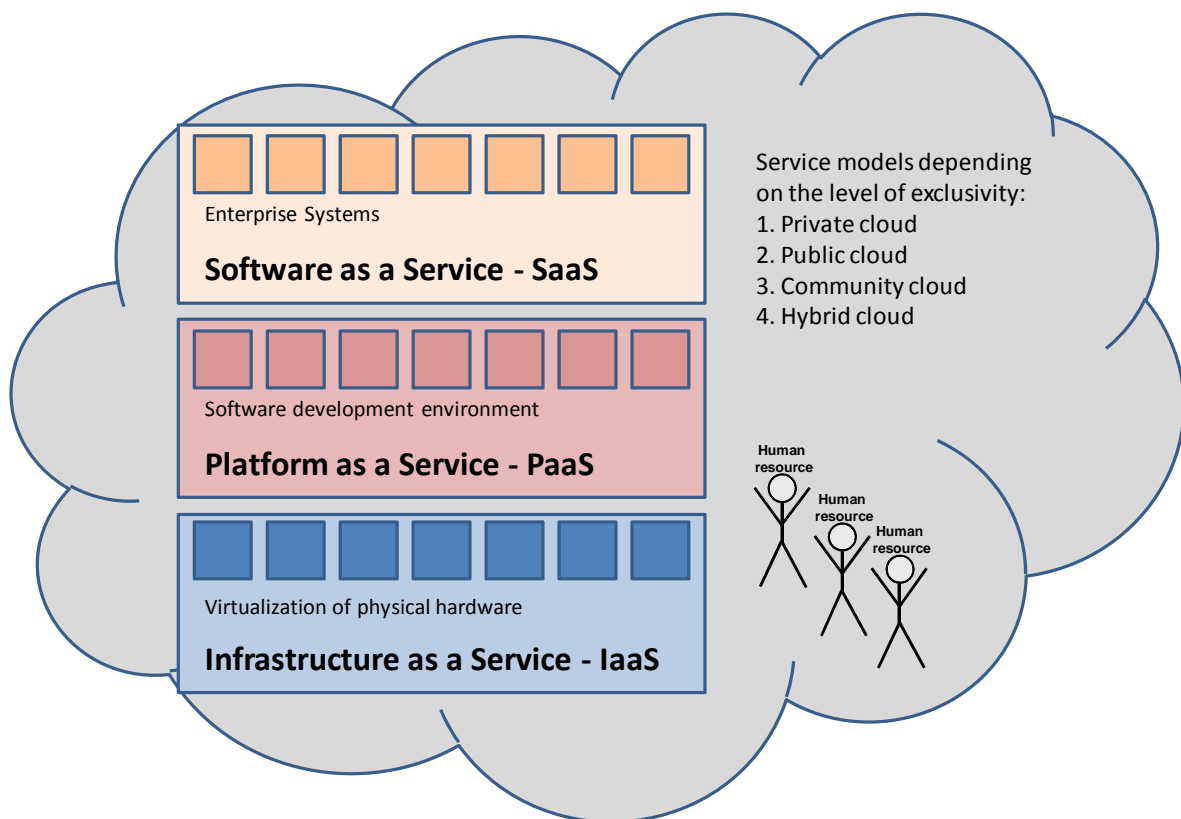 Enterprise Systems
Software as a Service - SaaS
Software development environment
Platform as a Service - PaaS
Virtualization of physical hardware
Infrastructure as a Service - IaaS
Service models depending
on the level of exclusivity:
1. Private cloud
2. Public cloud
3. Community cloud
4. Hybrid cloud
Human
resource
Human
resource
Human
resource